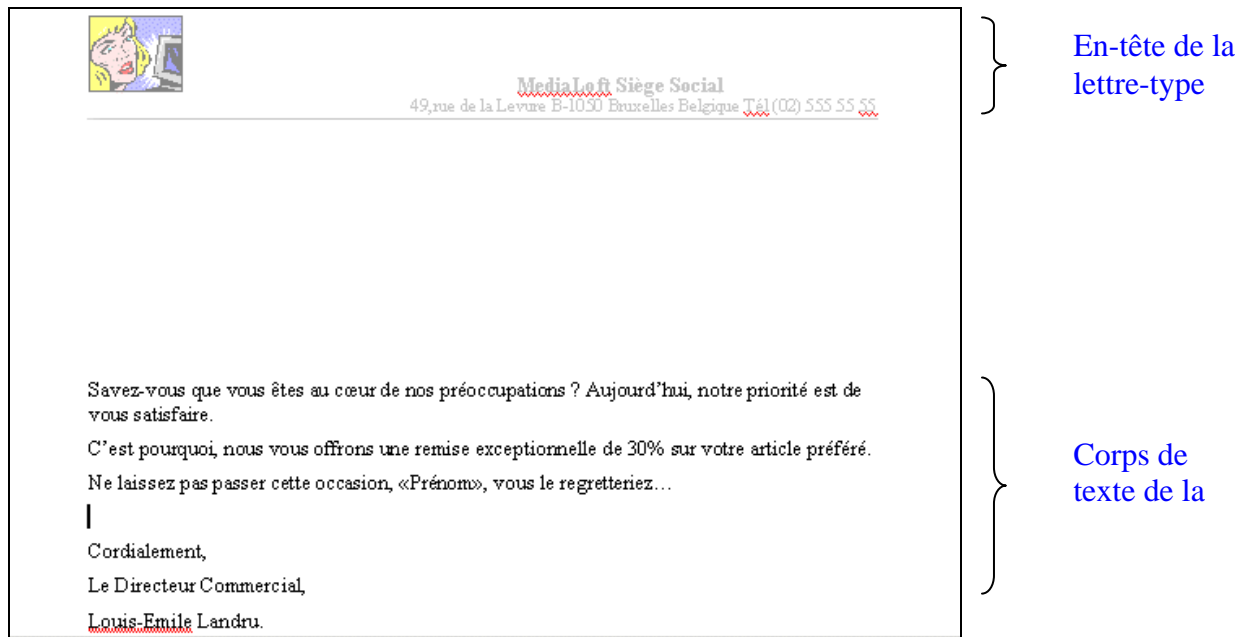 MediaLoft Siège Social
49,rue de la Levure B-1050 Bruxelles Belgique Tél(02) 555 55 55
En-tête de la
lettre-type
Savez-vous que vous êtes au cœur de nos préoccupations ? Aujourd’hui, notre priorité est de
vous satisfaire.
C’est pourquoi, nous vous offrons une remise exceptionnelle de 30% sur votre article préféré.
Ne laissez pas passer cette occasion, «Prénom», vous le regretteriez…
Cordialement,
Le Directeur Commercial,
Louis-Emile Landru.
Corps de
texte de la